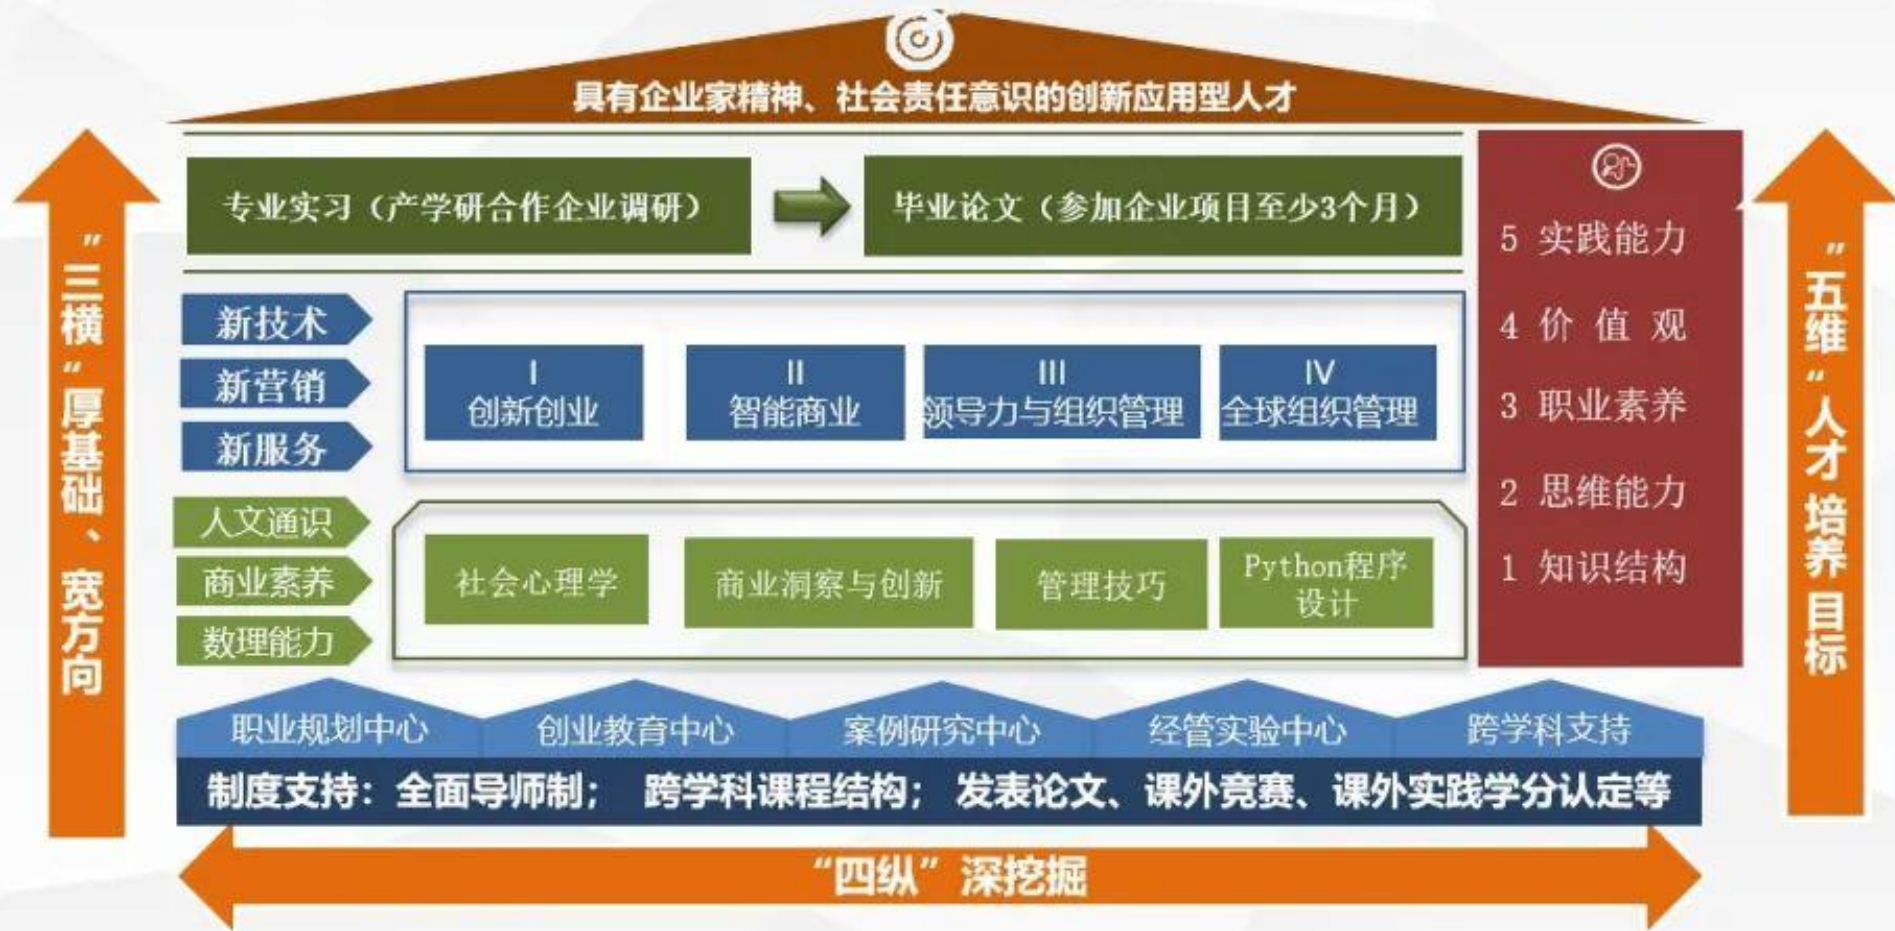 具有企业家精神、社会责任意识的创新应用型人才
"三横"厚基础、宽方向
专业实习（产学研合作企业调研）
毕业论文（参加企业项目至少3个月）
新技术
新营销
新服务
I
创新创业
II
智能商业
III
领导力与组织管理
IV
全球组织管理
人文通识
商业素养
数理能力
社会心理学
商业洞察与创新
管理技巧
Python程序
设计
5 实践能力
4 价 值 观
3 职业素养
2 思维能力
1 知识结构
"五维"人才培养目标
职业规划中心
创业教育中心
案例研究中心
经管实验中心
跨学科支持
制度支持：全面导师制； 跨学科课程结构；发表论文、课外竞赛、课外实践学分认定等
“四纵”深挖掘